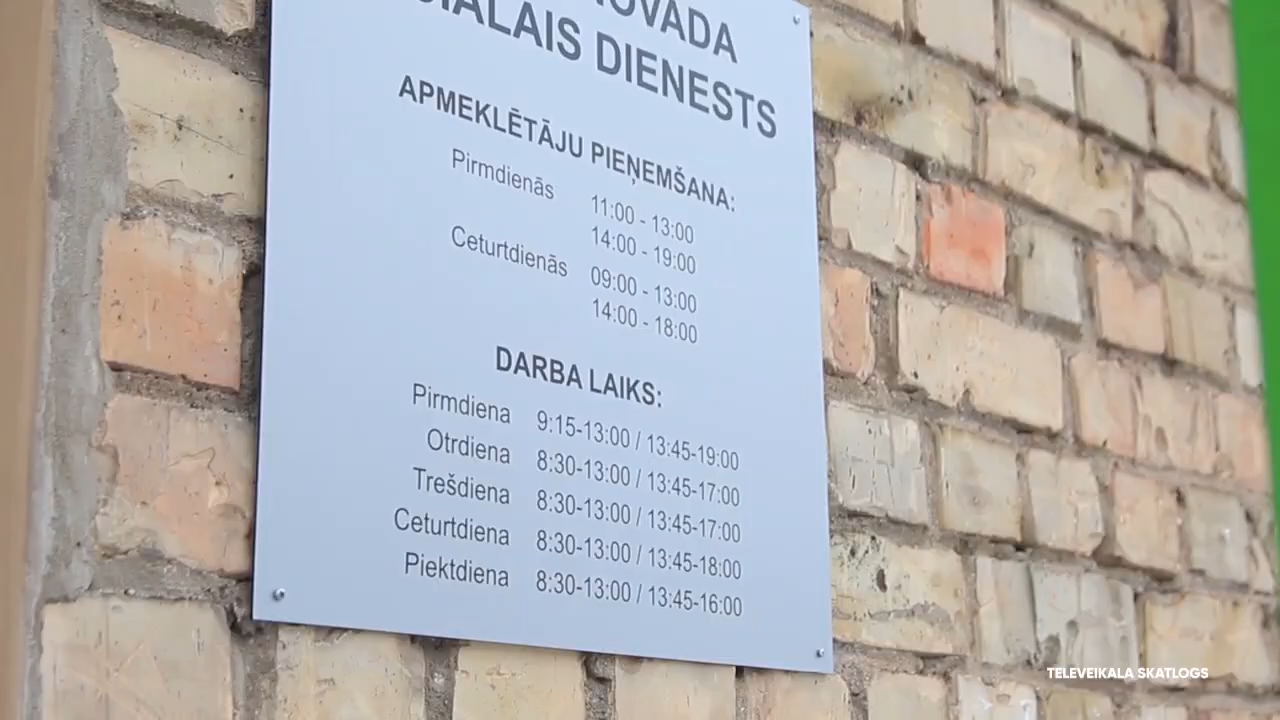 NOVADA
SOCIĀLAIS DIENESTS
APMEKLĒTĀJU PIEŅEMŠANA:
Pirmdienās 11:00 - 13:00
14:00 - 19:00
Ceturtdienās 09:00 - 13:00
14:00 - 18:00
DARBA LAIKS:
Pirmdiena 9:15-13:00 / 13:45-19:00
Otrdiena 8:30-13:00 / 13:45-17:00
Trešdiena 8:30-13:00 / 13:45-17:00
Ceturtdiena 8:30-13:00 / 13:45-18:00
Piektdiena 8:30-13:00 / 13:45-16:00
TELEVEIKALA SKATLOGS